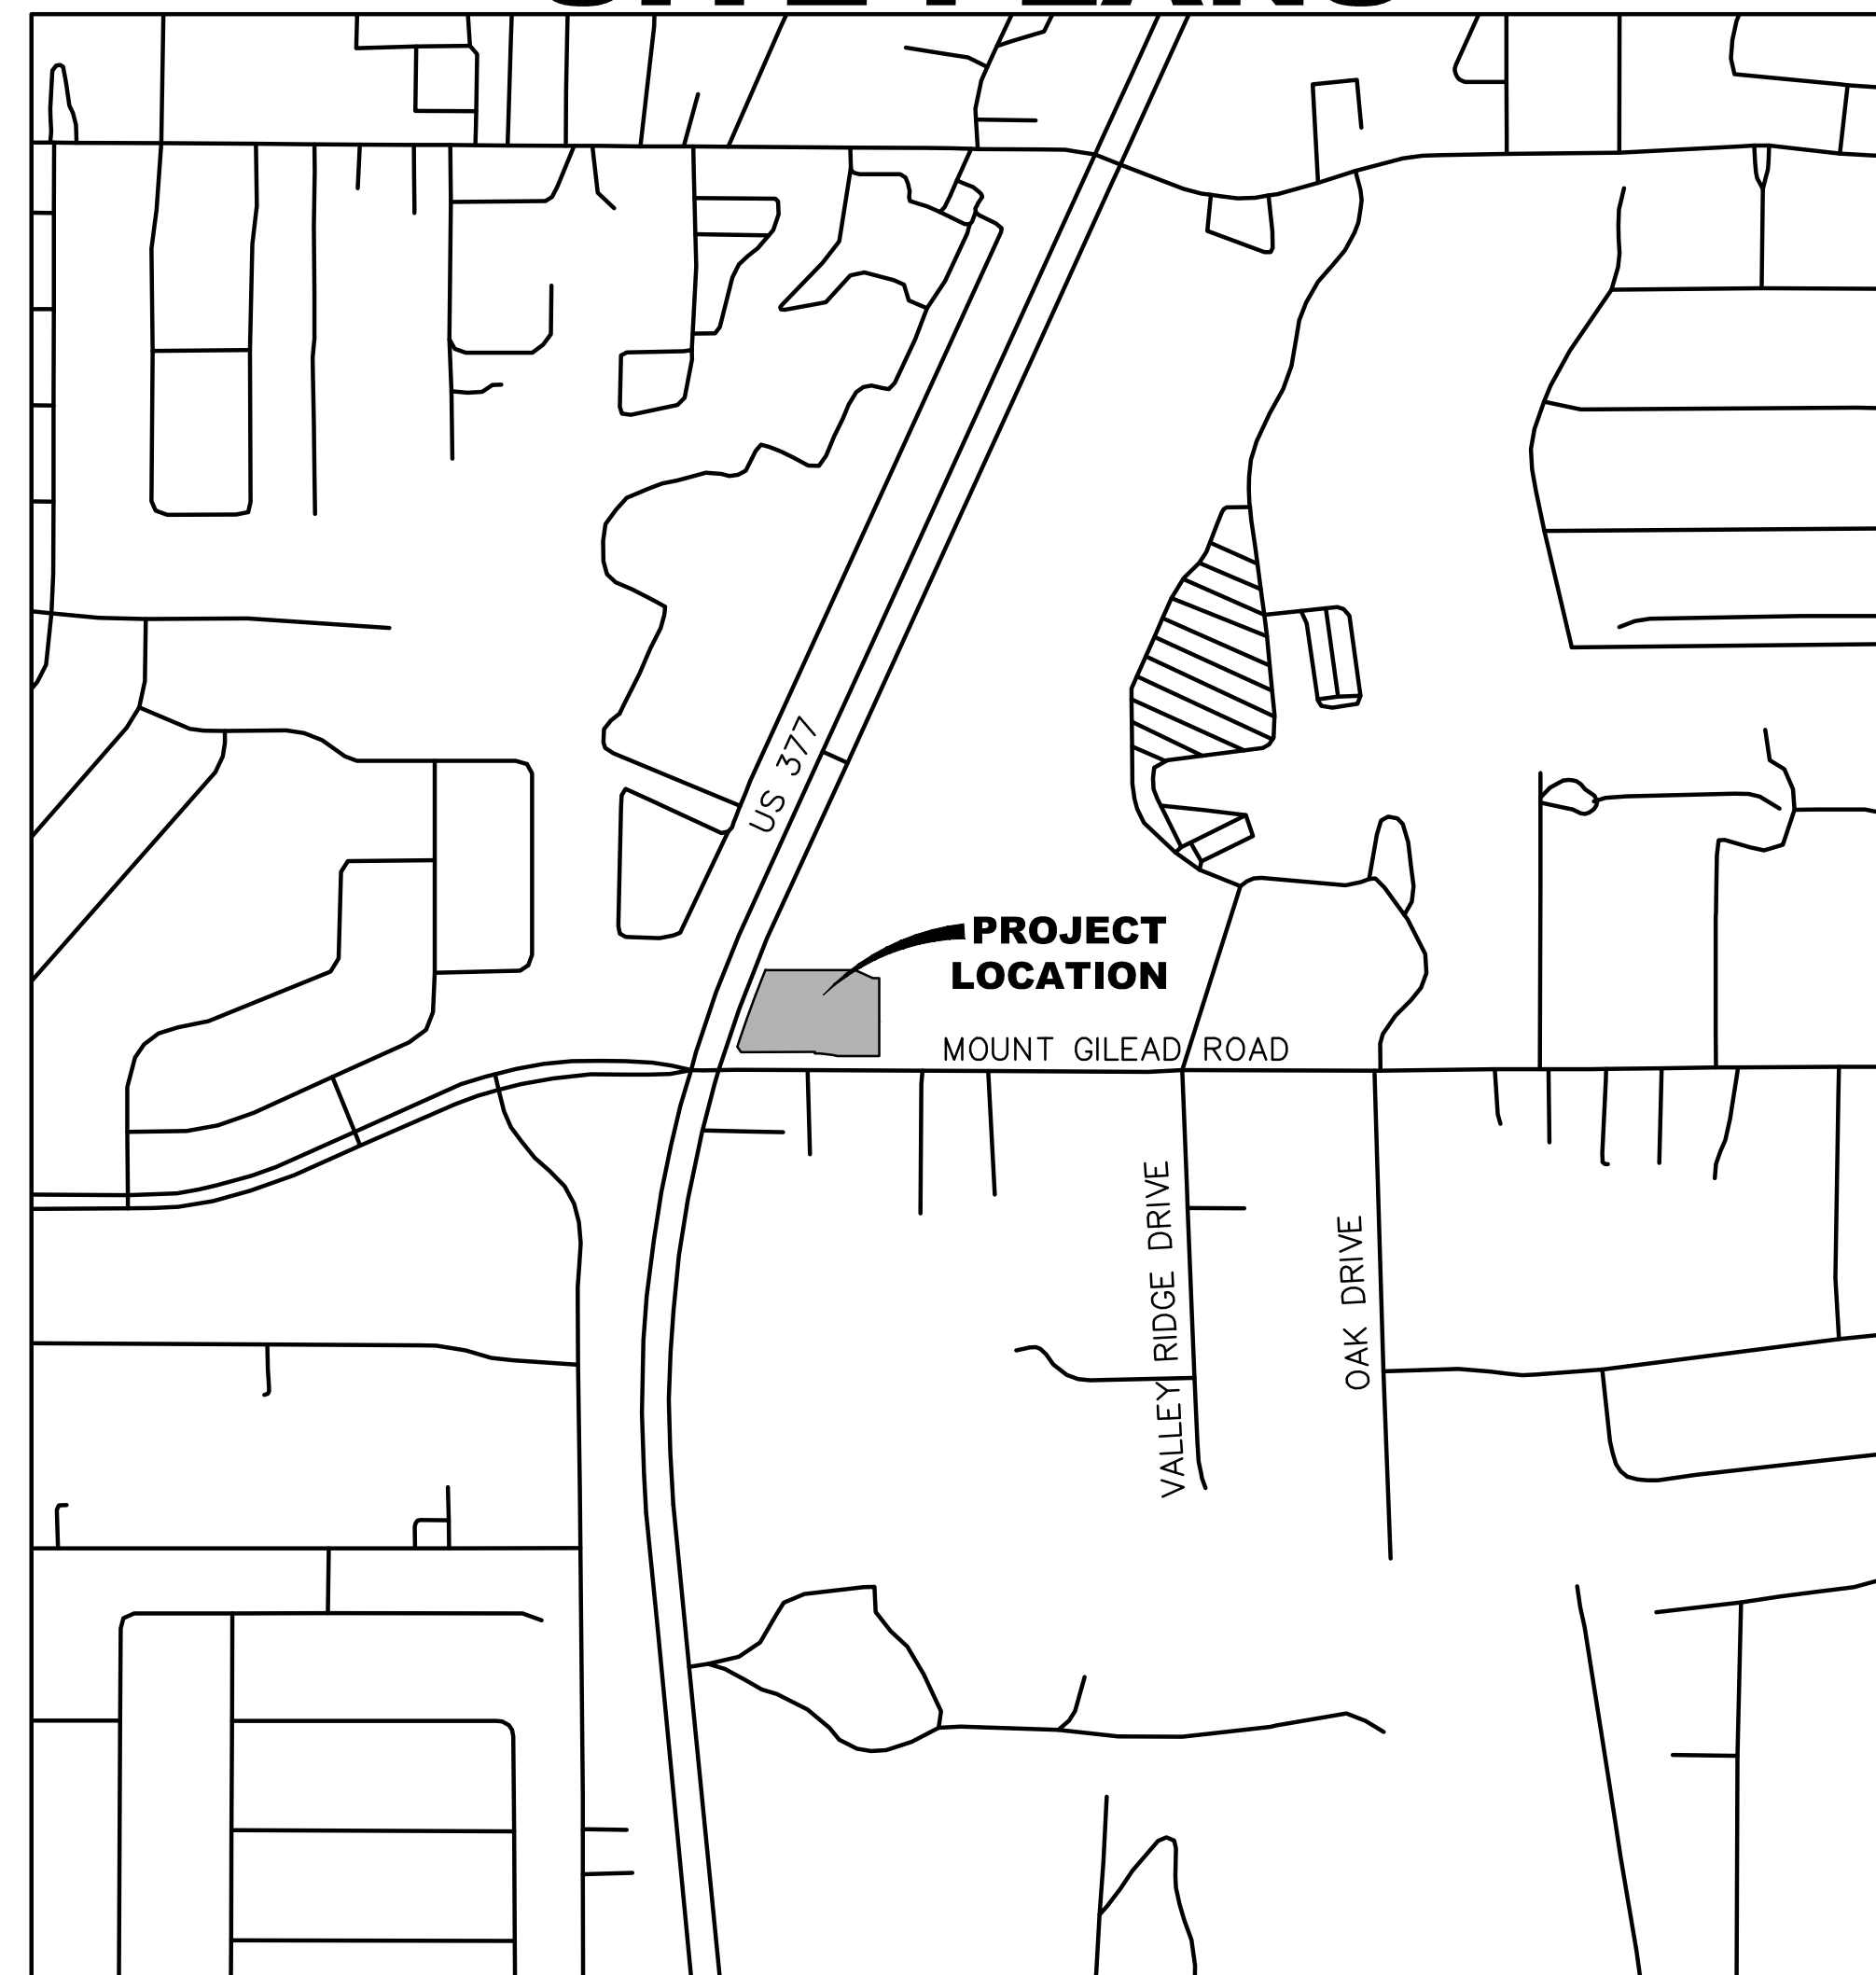 US 377
PROJECT
LOCATION
MOUNT GILEAD ROAD
VALLEY RIDGE DRIVE
OAK DRIVE